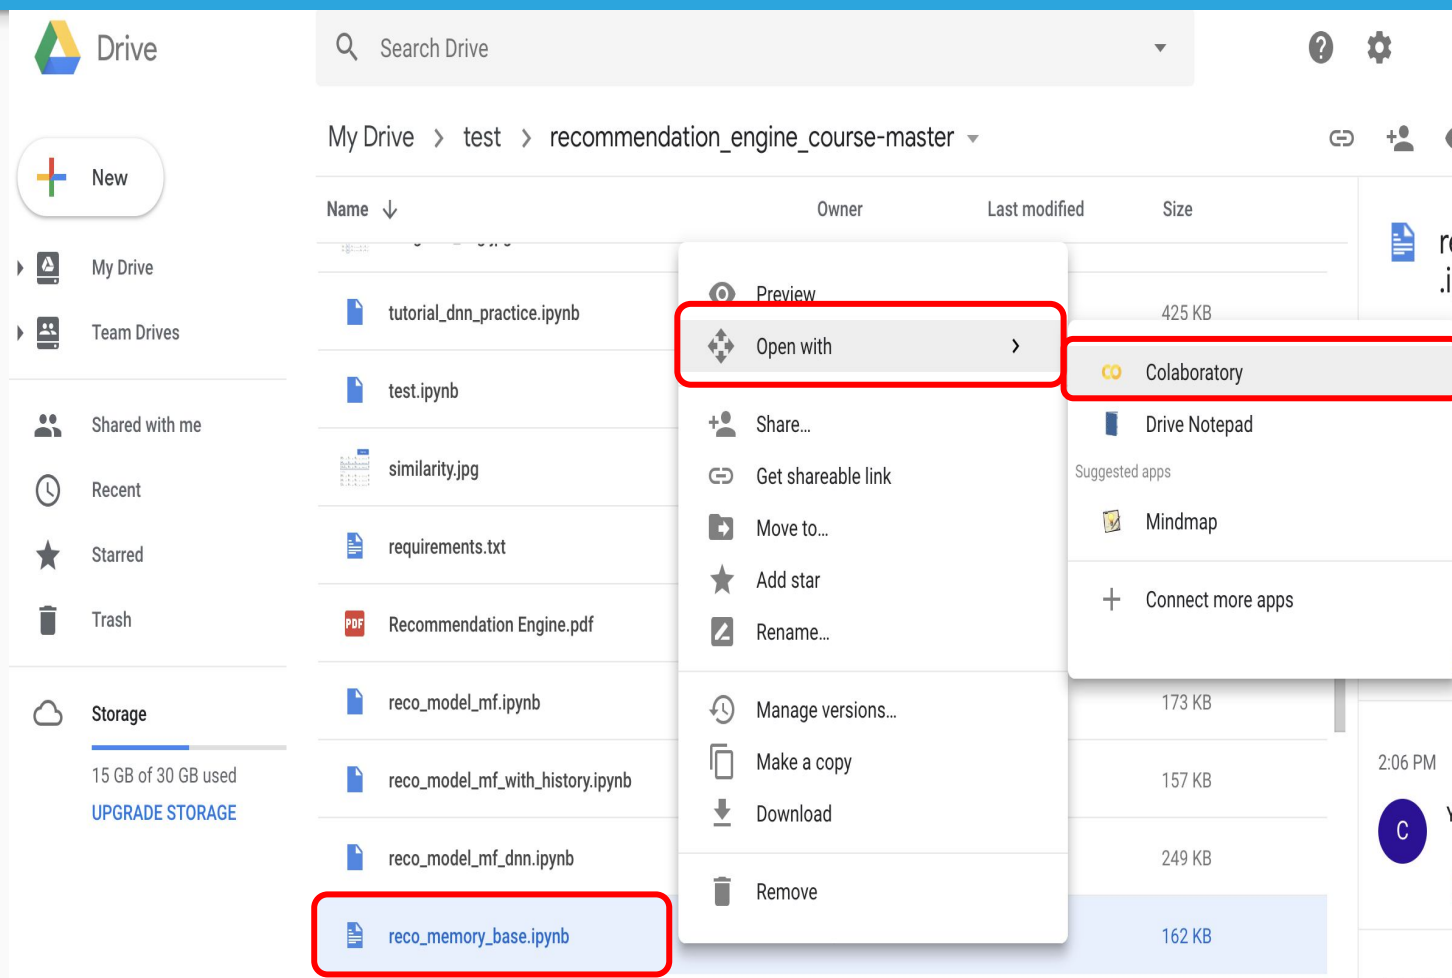 Drive
Search Drive
My Drive > test > recommendation_engine_course-master
New
Name
Owner
Last modified
Size
My Drive
Team Drives
Shared with me
Recent
Starred
Trash
Storage
15 GB of 30 GB used
UPGRADE STORAGE
tutorial_dnn_practice.ipynb
425 KB
test.ipynb
similarity.jpg
requirements.txt
PDF
Recommendation Engine.pdf
reco_model_mf.ipynb
173 KB
reco_model_mf_with_history.ipynb
157 KB
reco_model_mf_dnn.ipynb
249 KB
reco_memory_base.ipynb
162 KB
Preview
Open with
Share...
Get shareable link
Move to...
Add star
Rename...
Manage versions...
Make a copy
Download
Remove
Colaboratory
Drive Notepad
Suggested apps
Mindmap
Connect more apps
2:06 PM
C